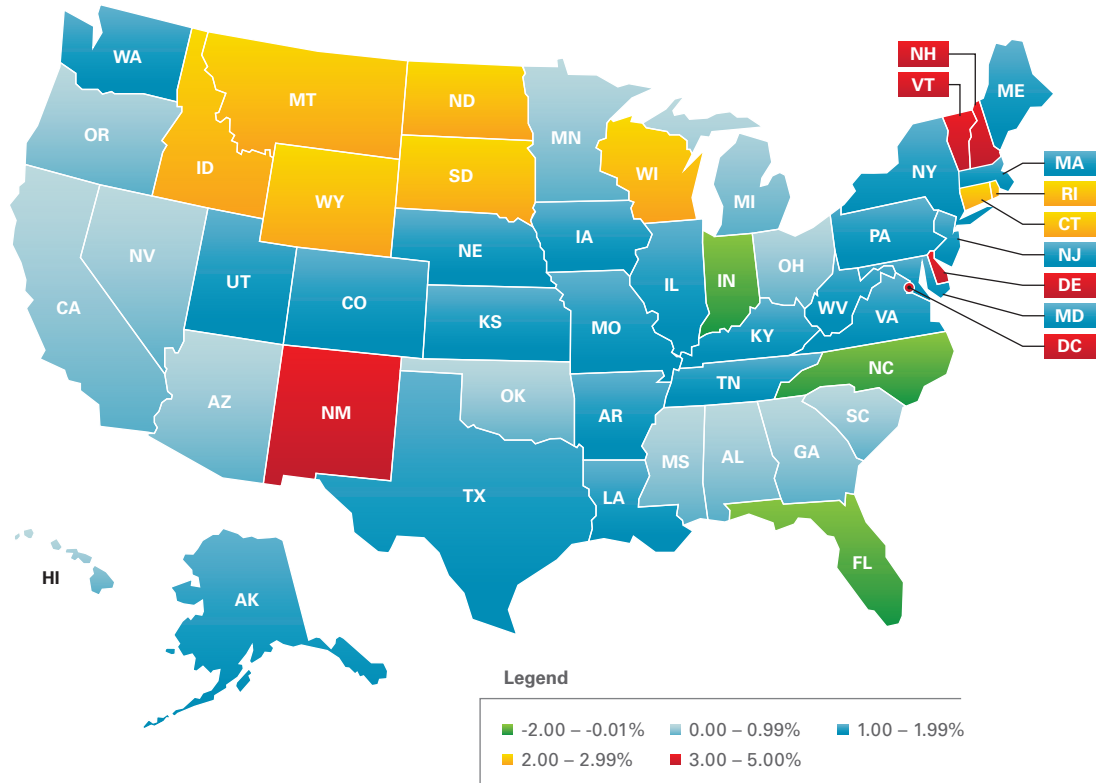 NH
WA
VT
ME
MT
ND
MN
OR
MA
NY
ID
SD
WI
RI
MI
WY
CT
PA
NE
IA
NJ
NV
OH
UT
IL
IN
DE
CO
CA
WV
MD
KS
MO
VA
KY
DC
NC
TN
OK
AZ
NM
AR
SC
MS
AL
GA
TX
LA
FL
HI
AK
Legend
-2.00 – -0.01% 0.00 – 0.99% 1.00 – 1.99%
2.00 – 2.99% 3.00 – 5.00%